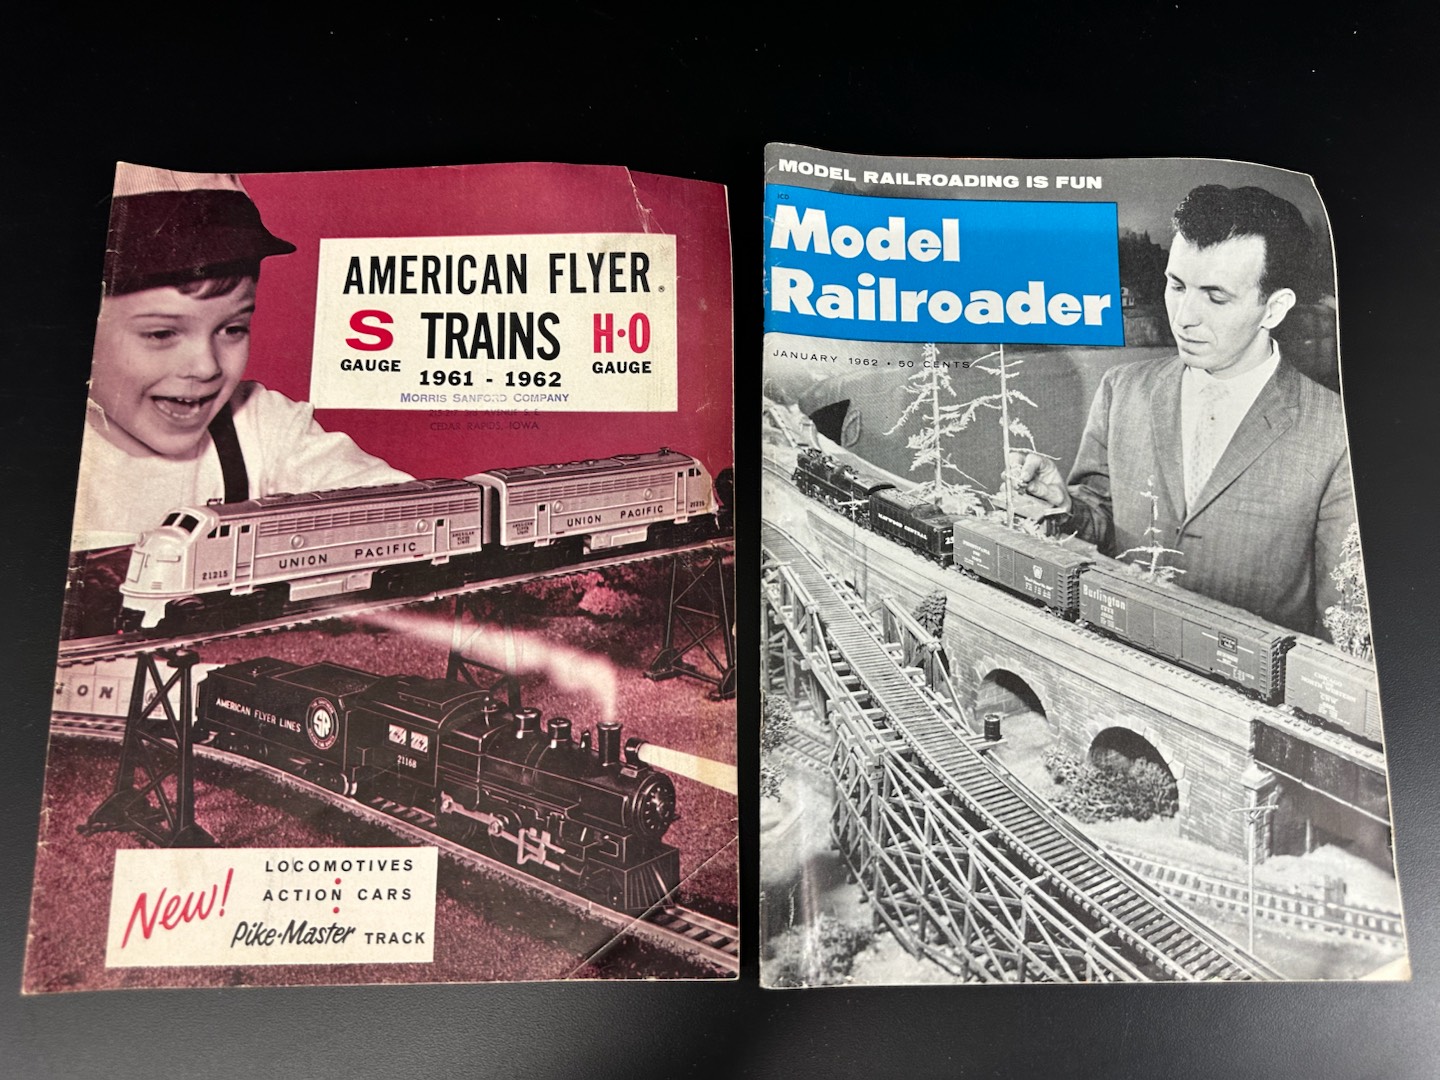 AMERICAN FLYER®
S TRAINS H·O
GAUGE GAUGE
1961 - 1962
MORRIS SANFORD COMPANY
CEDAR RAPIDS, IOWA
UNION PACIFIC
21215
UNION PACIFIC
21215
AMERICAN FLYER LINES
21168
New!
LOCOMOTIVES
ACTION CARS
Pike-Master TRACK
MODEL RAILROADING IS FUN
Model
Railroader
JANUARY 1962 • 50 CENTS
Burlington